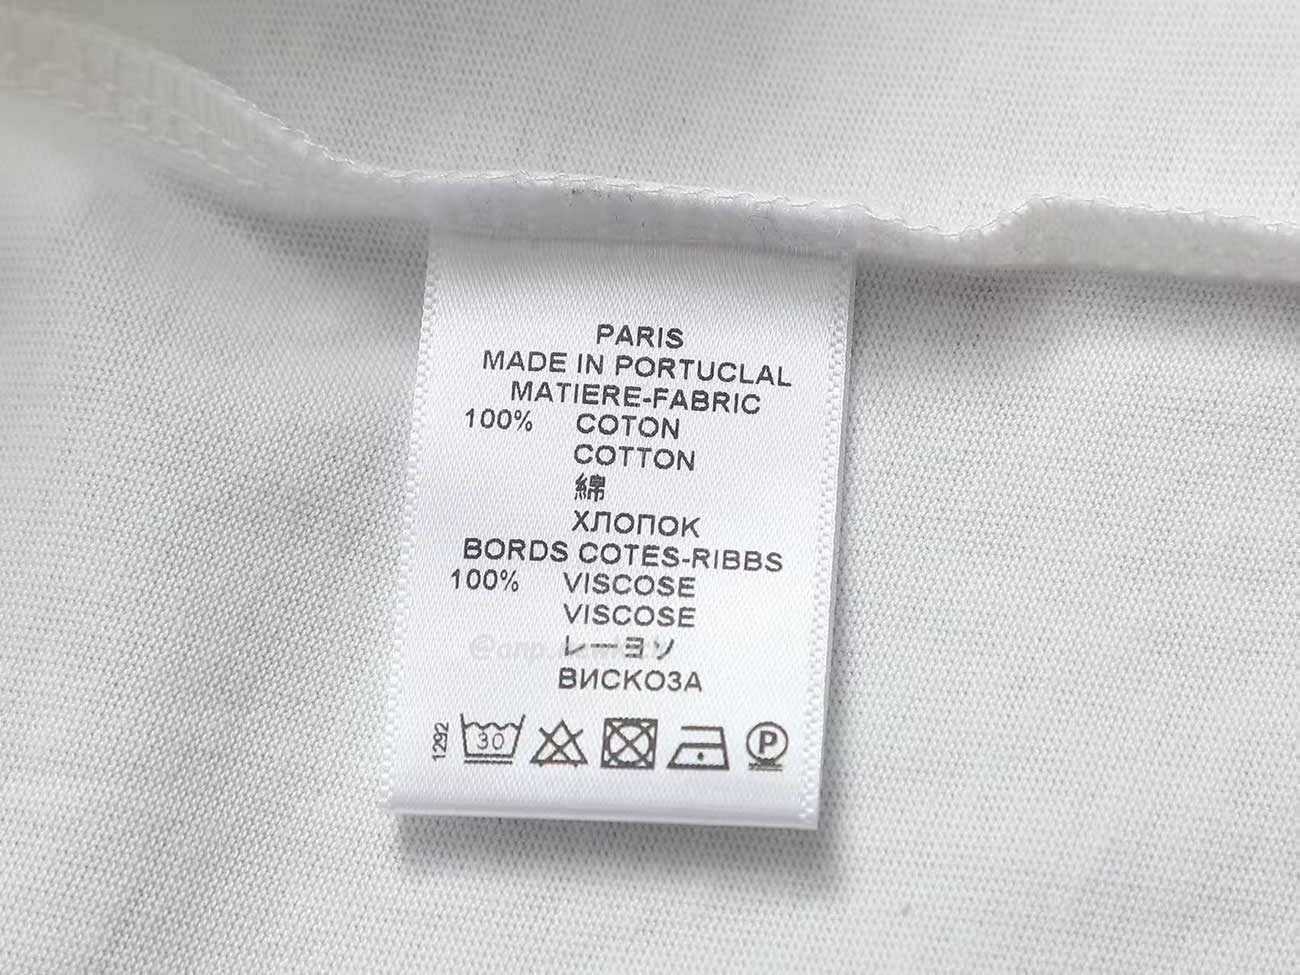 PARIS
MADE IN PORTUCLAL
MATIERE-FABRIC
100% COTON
COTTON
綿
ХЛОПОК
BORDS COTES-RIBBS
100% VISCOSE
VISCOSE
レーヨン
ВИСКОЗА
1292
30
P